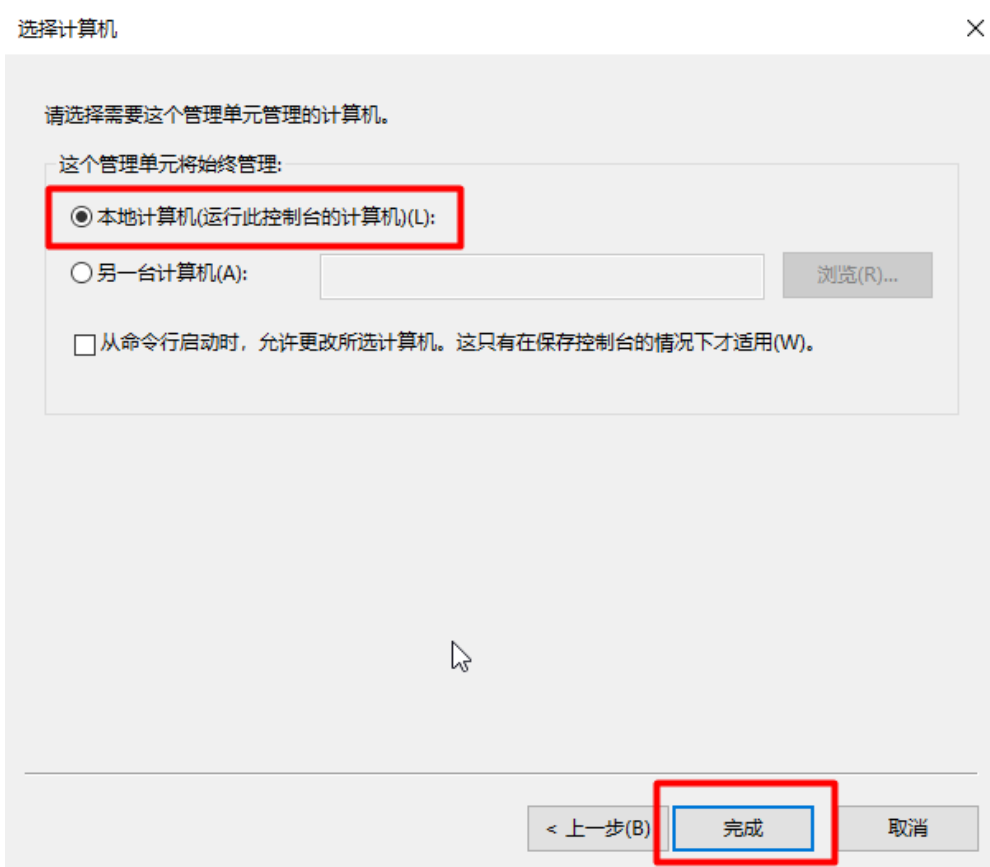 选择计算机
请选择需要这个管理单元管理的计算机。
这个管理单元将始终管理:
本地计算机(运行此控制台的计算机)(L):
另一台计算机(A):
浏览(R)...
从命令行启动时，允许更改所选计算机。这只有在保存控制台的情况下才适用(W)。
< 上一步(B) 完成 取消